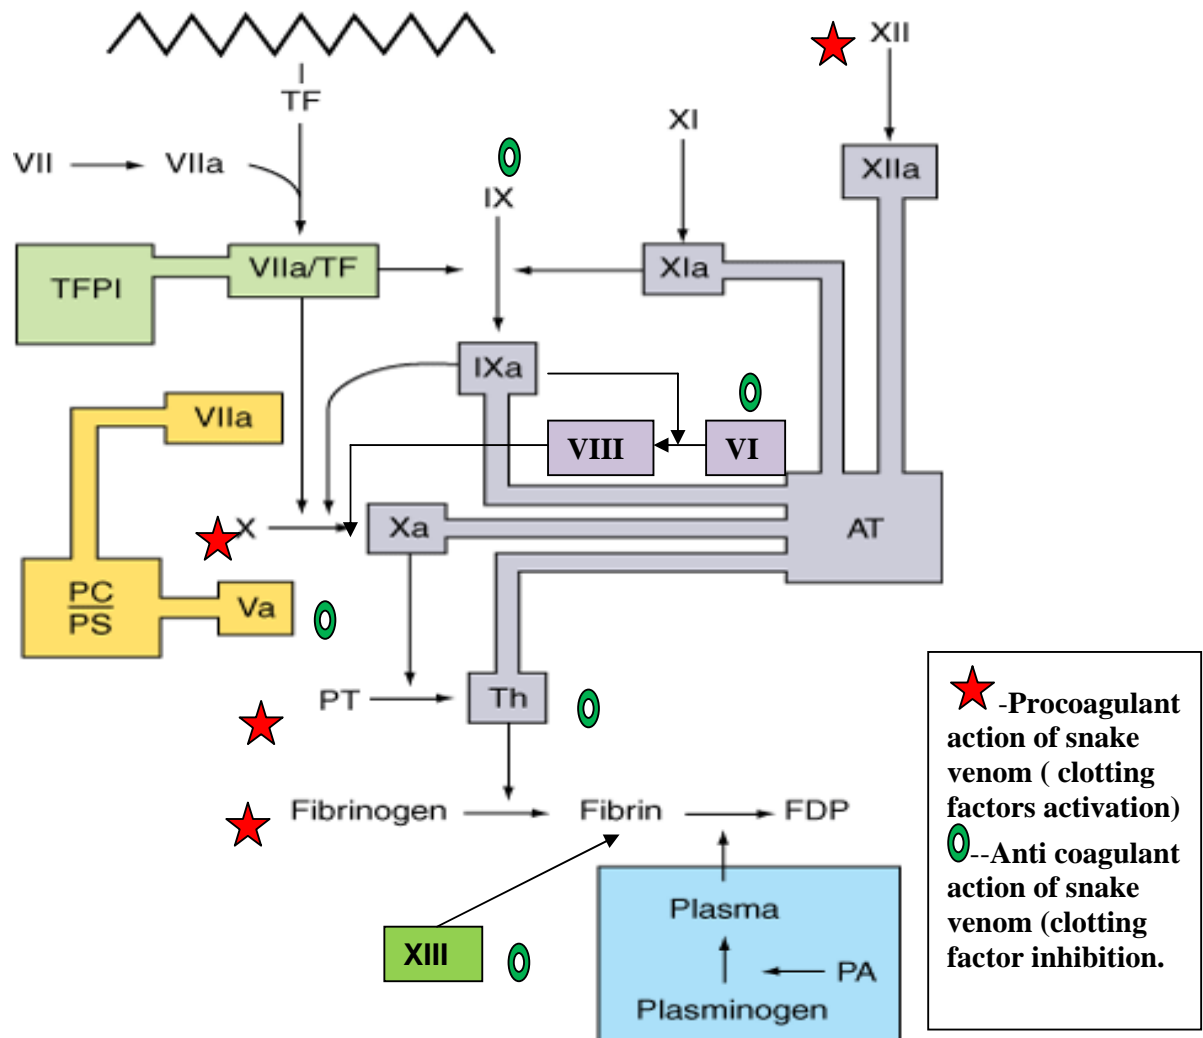 XII
TF
XI
VII
VIIa
XIIa
IX
TFPI
VIIa/TF
XIa
IXa
VIIa
VIII
VI
X
Xa
AT
PC
PS
Va
PT
Th
Fibrinogen
Fibrin
FDP
XIII
Plasma
PA
Plasminogen
-Procoagulant
action of snake
venom ( clotting
factors activation)
--Anti coagulant
action of snake
venom (clotting
factor inhibition.